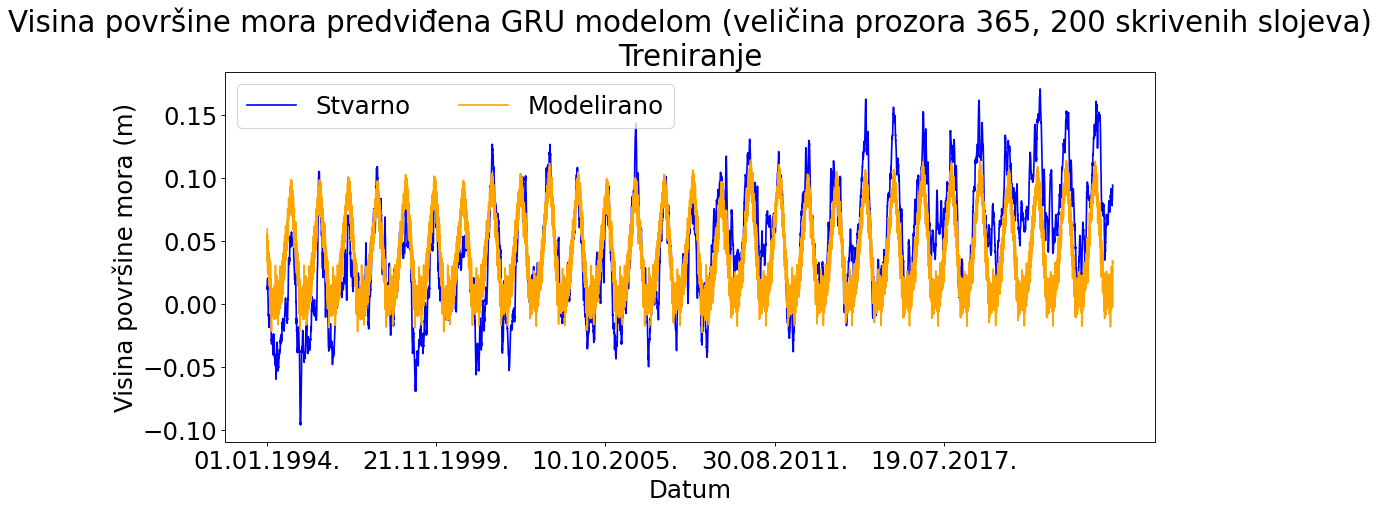 Visina površine mora predviđena GRU modelom (veličina prozora 365, 200 skrivenih slojeva)
Treniranje
Stvarno
Modelirano
Visina površine mora (m)
0.15
0.10
0.05
0.00
−0.05
−0.10
01.01.1994.
21.11.1999.
10.10.2005.
30.08.2011.
19.07.2017.
Datum